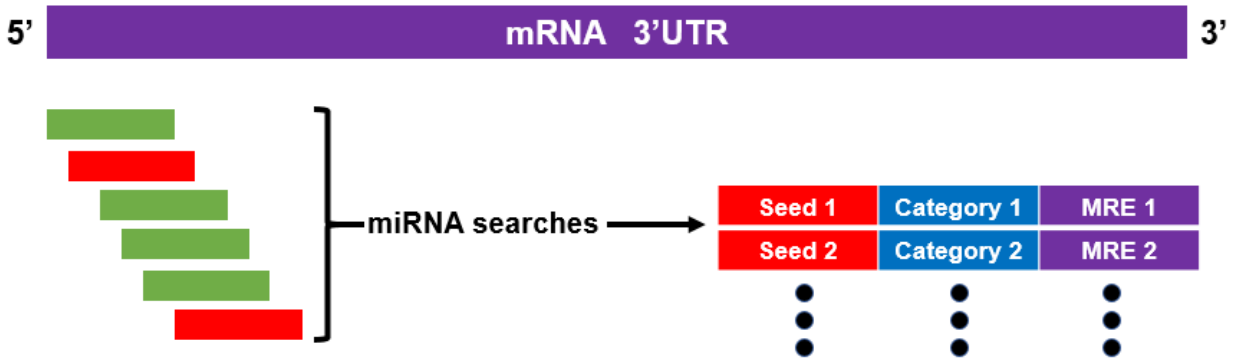 5’ mRNA 3’UTR 3’
miRNA searches
Seed 1 Category 1 MRE 1
Seed 2 Category 2 MRE 2